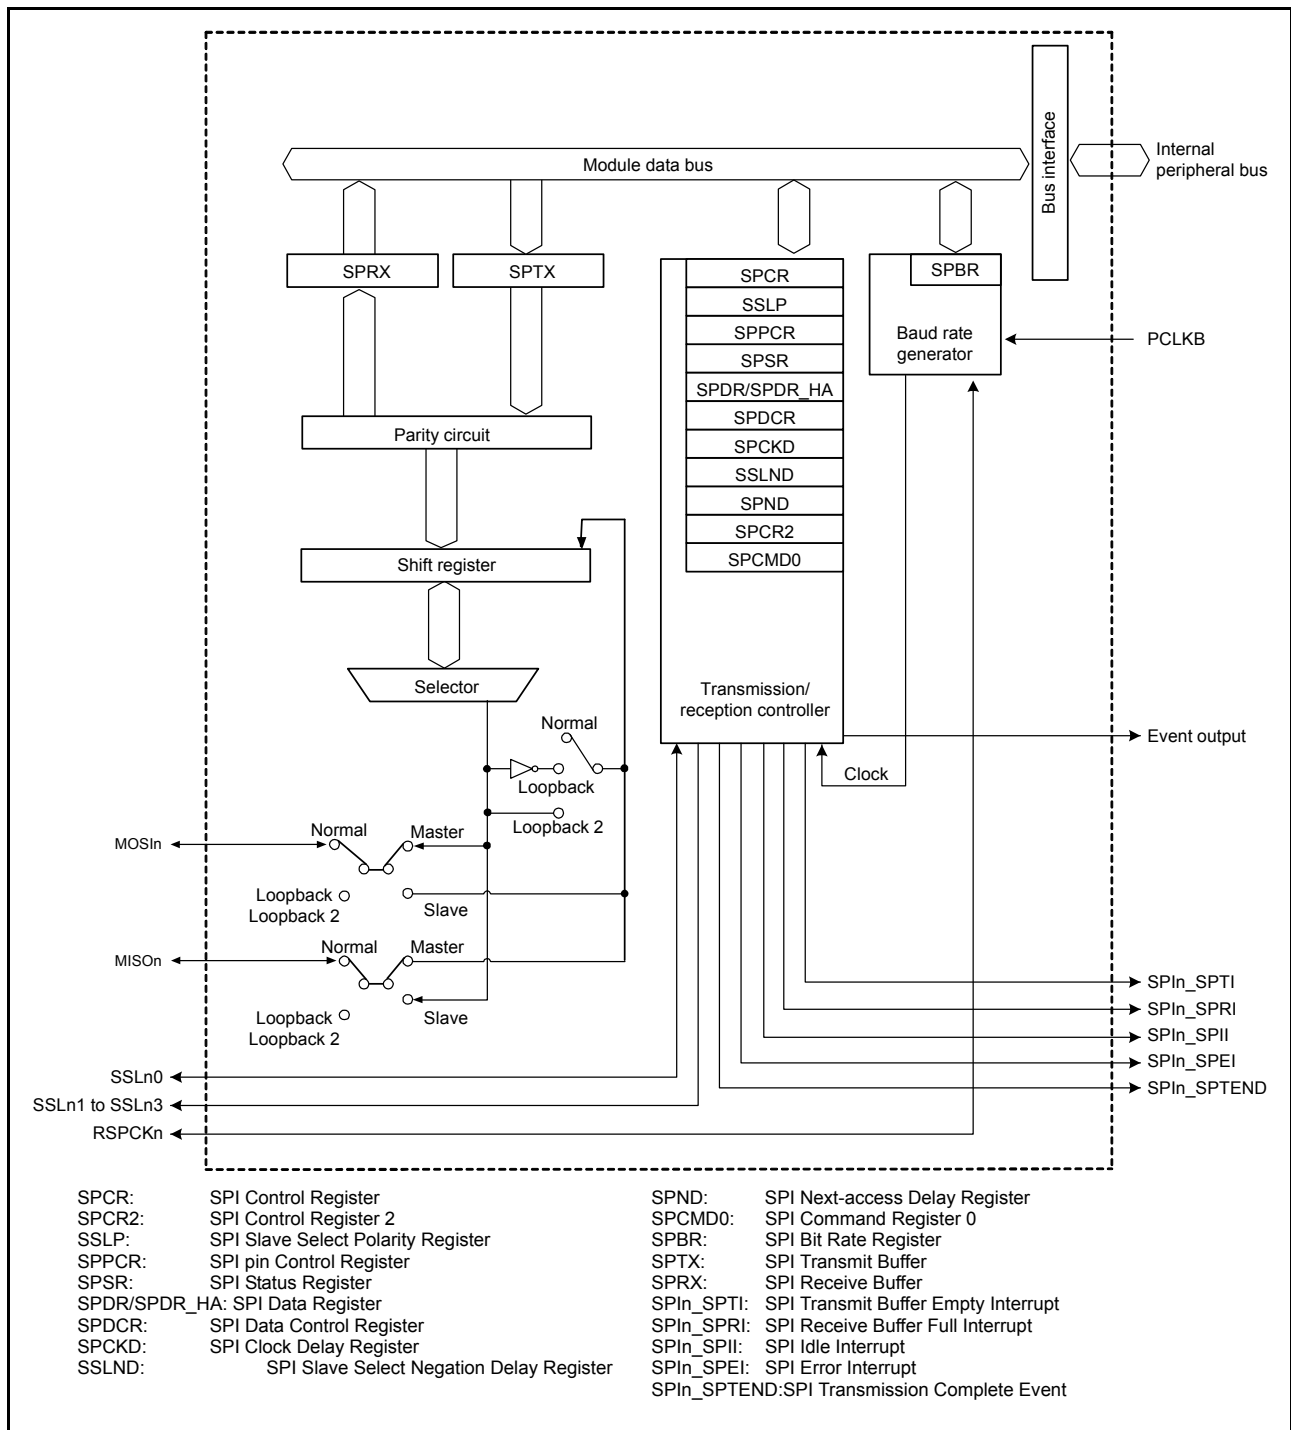 Module data bus
Bus interface
Internal
peripheral bus
SPRX
SPTX
SPCR
SSLP
SPPCR
SPSR
SPDR/SPDR_HA
SPDCR
SPCKD
SSLND
SPND
SPCR2
SPCMD0
Transmission/
reception controller
SPBR
Baud rate
generator
PCLKB
Parity circuit
Shift register
Selector
Normal
Loopback
Loopback 2
Clock
Event output
MOSIn
Normal
Master
Loopback
Loopback 2
Slave
MISOn
Normal
Master
Loopback
Loopback 2
Slave
SPIn_SPTI
SPIn_SPRI
SPIn_SPII
SPIn_SPEI
SPIn_SPTEND
SSLn0
SSLn1 to SSLn3
RSPCKn
SPCR: SPI Control Register
SPCR2: SPI Control Register 2
SSLP: SPI Slave Select Polarity Register
SPPCR: SPI pin Control Register
SPSR: SPI Status Register
SPDR/SPDR_HA: SPI Data Register
SPDCR: SPI Data Control Register
SPCKD: SPI Clock Delay Register
SSLND: SPI Slave Select Negation Delay Register
SPND: SPI Next-access Delay Register
SPCMD0: SPI Command Register 0
SPBR: SPI Bit Rate Register
SPTX: SPI Transmit Buffer
SPRX: SPI Receive Buffer
SPIn_SPTI: SPI Transmit Buffer Empty Interrupt
SPIn_SPRI: SPI Receive Buffer Full Interrupt
SPIn_SPII: SPI Idle Interrupt
SPIn_SPEI: SPI Error Interrupt
SPIn_SPTEND:SPI Transmission Complete Event